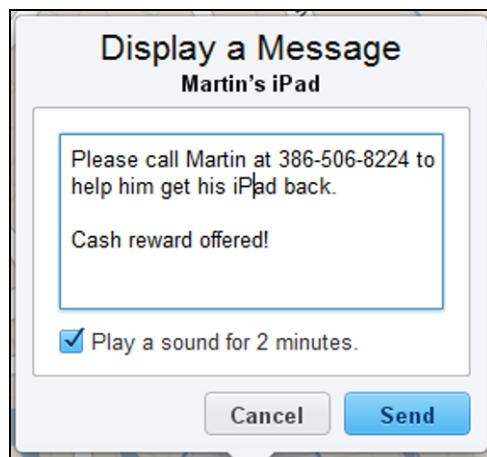 Display a Message
Martin's iPad
Please call Martin at 386-506-8224 to
help him get his iPad back.
Cash reward offered!
Play a sound for 2 minutes.
Cancel
Send